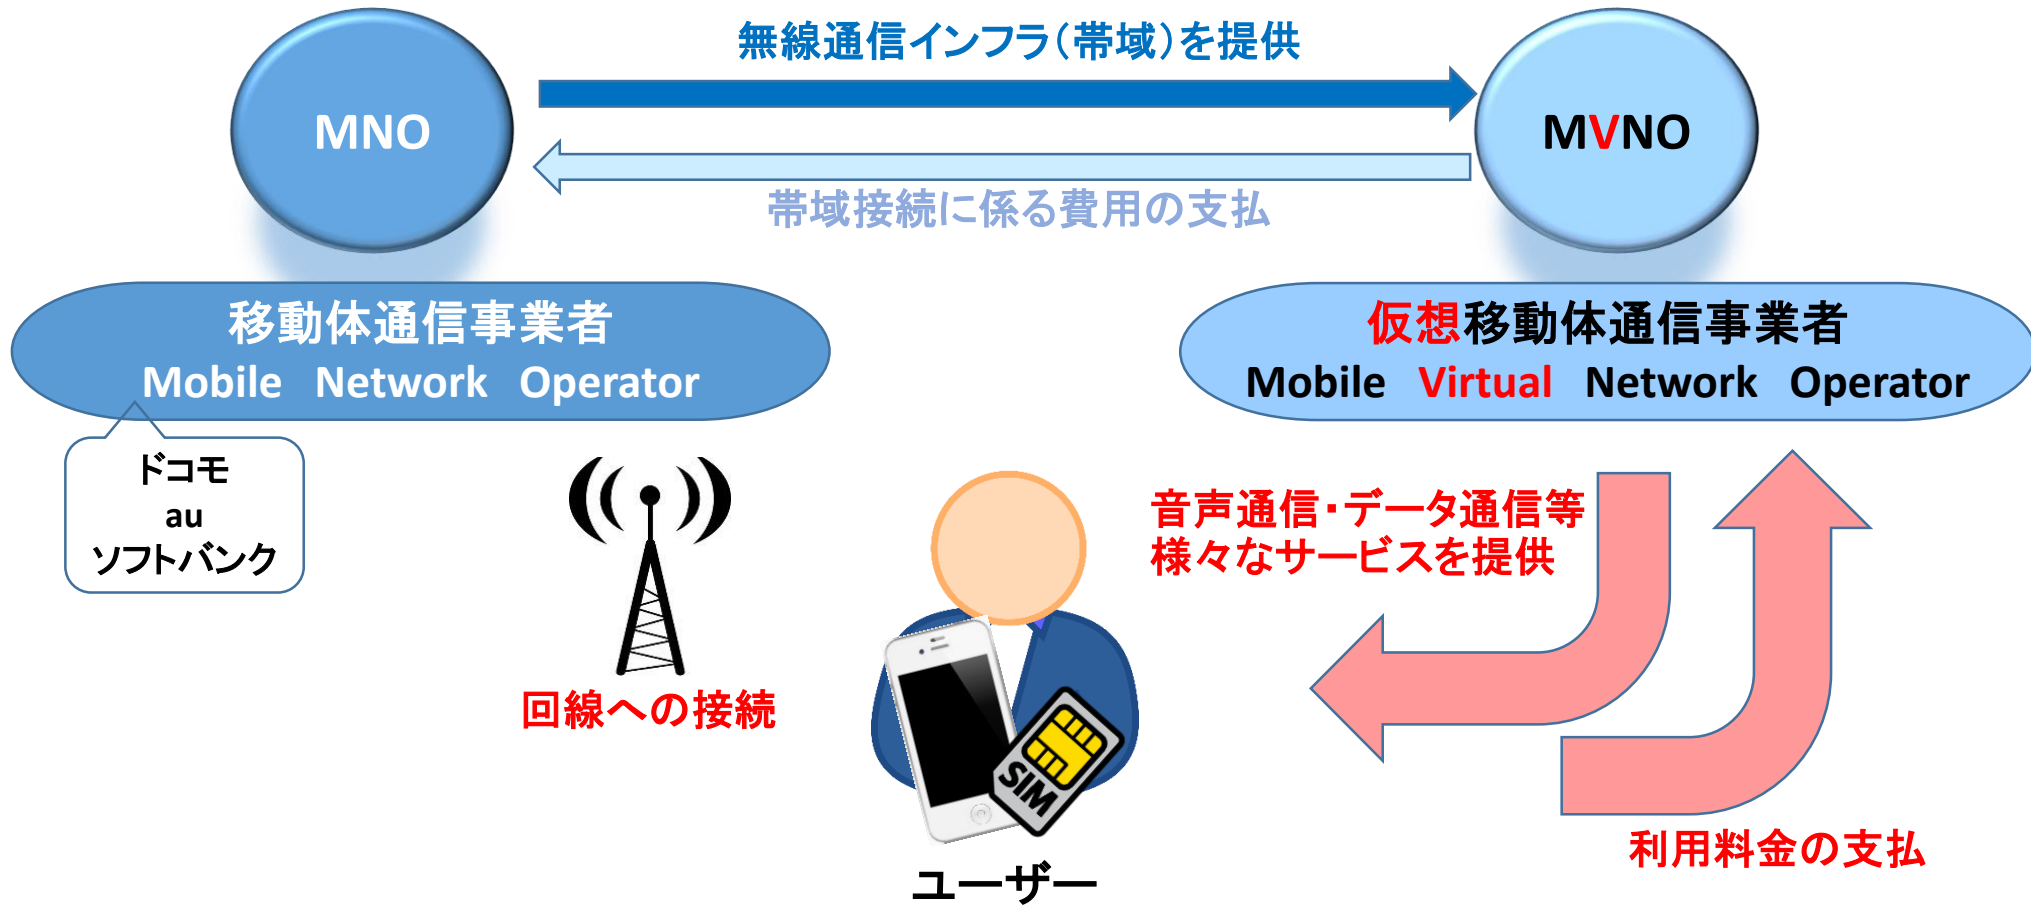 無線通信インフラ（帯域）を提供
MNO
MVNO
帯域接続に係る費用の支払
移動体通信事業者
Mobile Network Operator
仮想移動体通信事業者
Mobile Virtual Network Operator
ドコモ
au
ソフトバンク
音声通信・データ通信等
様々なサービスを提供
回線への接続
SIM
利用料金の支払
ユーザー